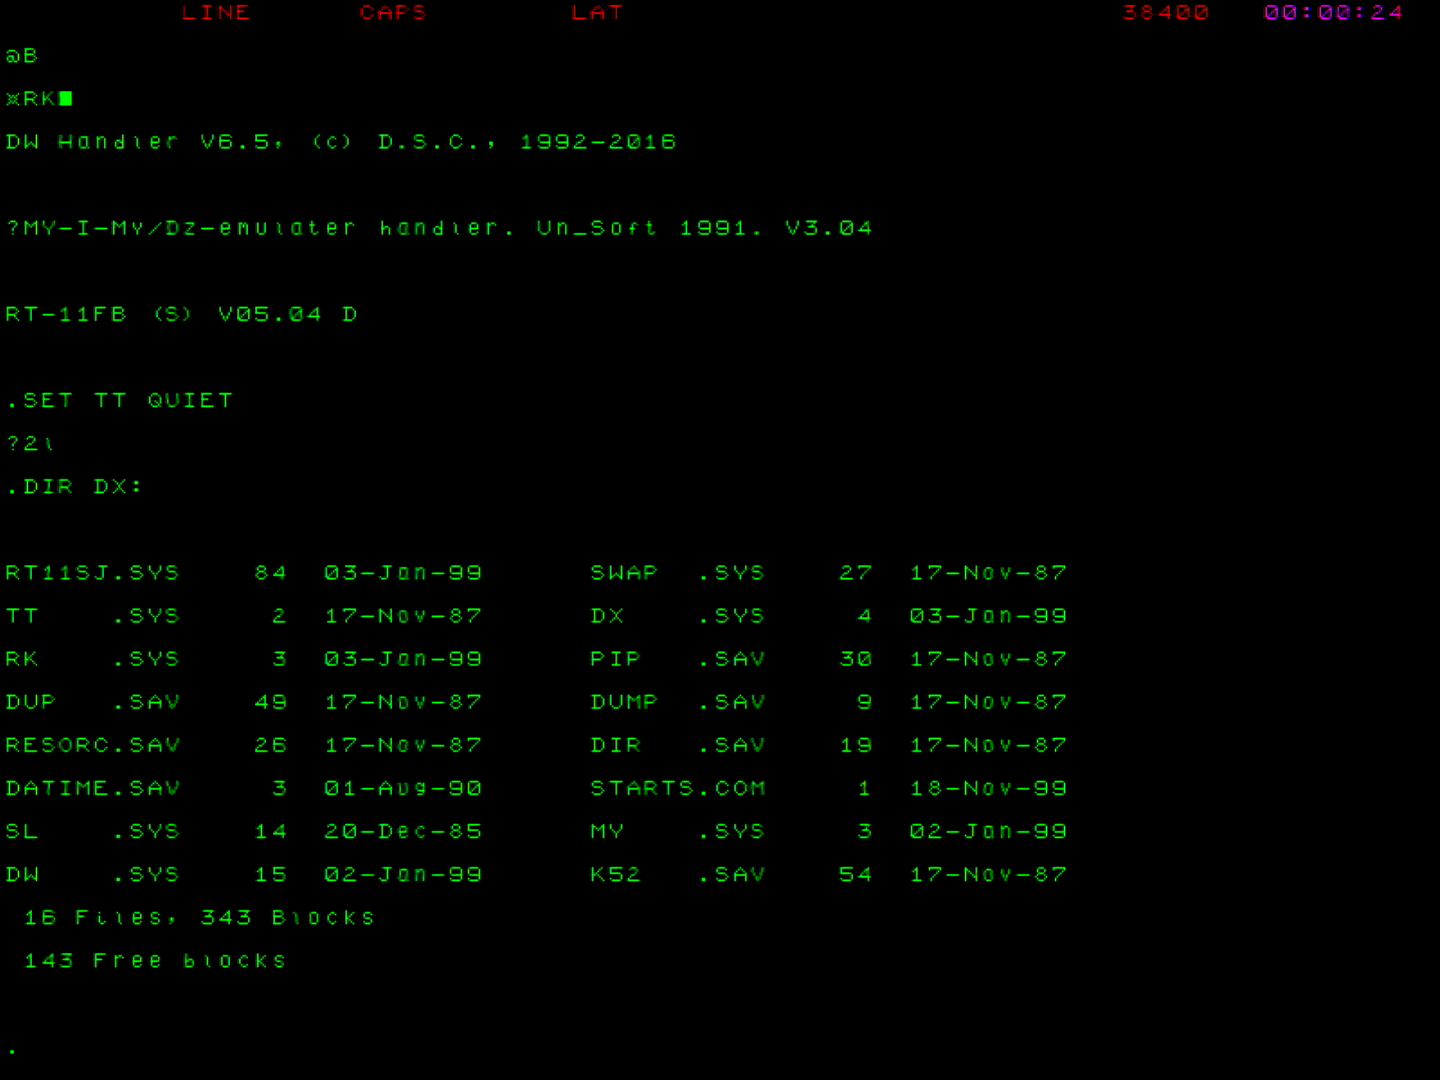 LINE CAPS LAT 38400 00:00:24
@B
¤RK■
DW Handler V6.5, (c) D.S.C., 1992-2016
?MY-I-My/Dz-emulater handler. Un_Soft 1991. V3.04
RT-11FB (S) V05.04 D
.SET TT QUIET
?2l
.DIR DX:
RT11SJ.SYS 84 03-Jan-99 SWAP .SYS 27 17-Nov-87
TT .SYS 2 17-Nov-87 DX .SYS 4 03-Jan-99
RK .SYS 3 03-Jan-99 PIP .SAV 30 17-Nov-87
DUP .SAV 49 17-Nov-87 DUMP .SAV 9 17-Nov-87
RESORC.SAV 26 17-Nov-87 DIR .SAV 19 17-Nov-87
DATIME.SAV 3 01-Aug-90 STARTS.COM 1 18-Nov-99
SL .SYS 14 20-Dec-85 MY .SYS 3 02-Jan-99
DW .SYS 15 02-Jan-99 K52 .SAV 54 17-Nov-87
16 Files, 343 Blocks
143 Free blocks
.